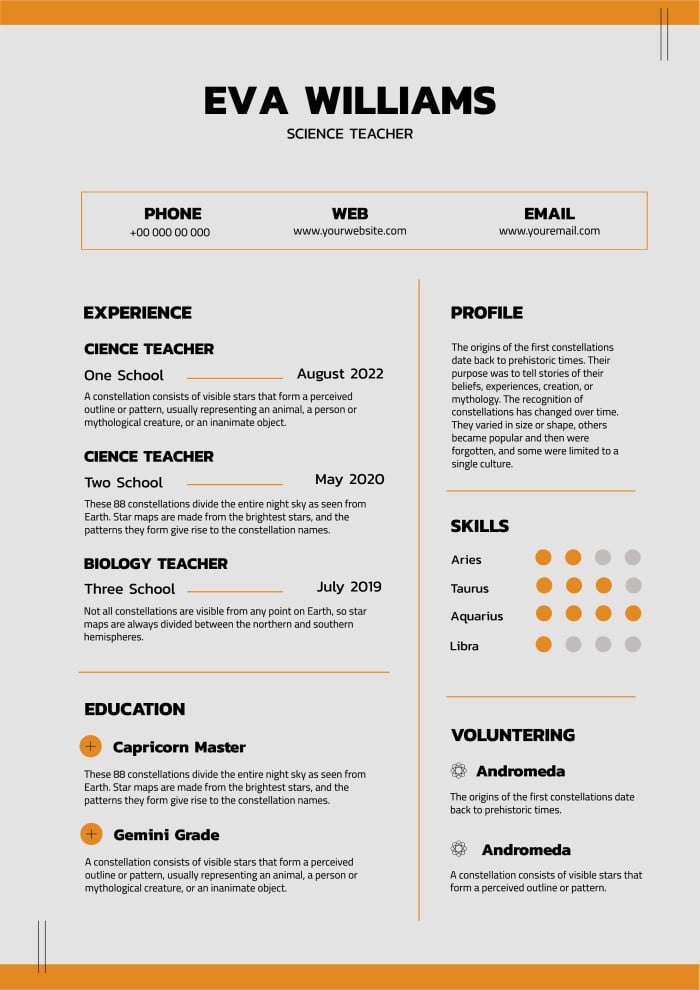 EVA WILLIAMS
SCIENCE TEACHER
PHONE
+00 000 00 000
WEB
www.yourwebsite.com
EMAIL
www.youremail.com
EXPERIENCE
CIENCE TEACHER
One School
August 2022
A constellation consists of visible stars that form a perceived
outline or pattern, usually representing an animal, a person or
mythological creature, or an inanimate object.
CIENCE TEACHER
Two School
May 2020
These 88 constellations divide the entire night sky as seen from
Earth. Star maps are made from the brightest stars, and the
patterns they form give rise to the constellation names.
BIOLOGY TEACHER
Three School
July 2019
Not all constellations are visible from any point on Earth, so star
maps are always divided between the northern and southern
hemispheres.
EDUCATION
Capricorn Master
These 88 constellations divide the entire night sky as seen from
Earth. Star maps are made from the brightest stars, and the
patterns they form give rise to the constellation names.
Gemini Grade
A constellation consists of visible stars that form a perceived
outline or pattern, usually representing an animal, a person or
mythological creature, or an inanimate object.
PROFILE
The origins of the first constellations
date back to prehistoric times. Their
purpose was to tell stories of their
beliefs, experiences, creation, or
mythology. The recognition of
constellations has changed over time.
They varied in size or shape, others
became popular and then were
forgotten, and some were limited to a
single culture.
SKILLS
Aries
Taurus
Aquarius
Libra
VOLUNTERING
Andromeda
The origins of the first constellations date
back to prehistoric times.
Andromeda
A constellation consists of visible stars that
form a perceived outline or pattern.